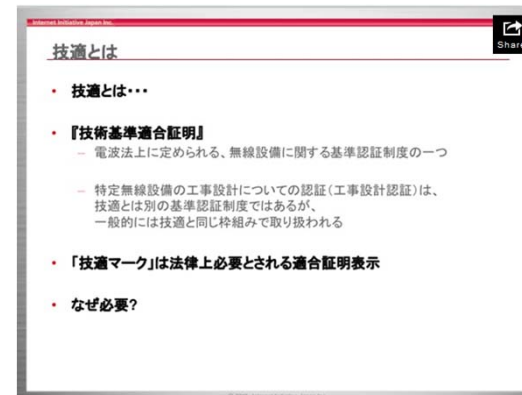 Internet Initiative Japan Inc.
Share
技適とは
・ 技適とは・・・
・ 『技術基準適合証明』
– 電波法上に定められる、無線設備に関する基準認証制度の一つ
– 特定無線設備の工事設計についての認証(工事設計認証)は、
技適とは別の基準認証制度ではあるが、
一般的には技適と同じ枠組みで取り扱われる
・ 「技適マーク」は法律上必要とされる適合証明表示
・ なぜ必要?